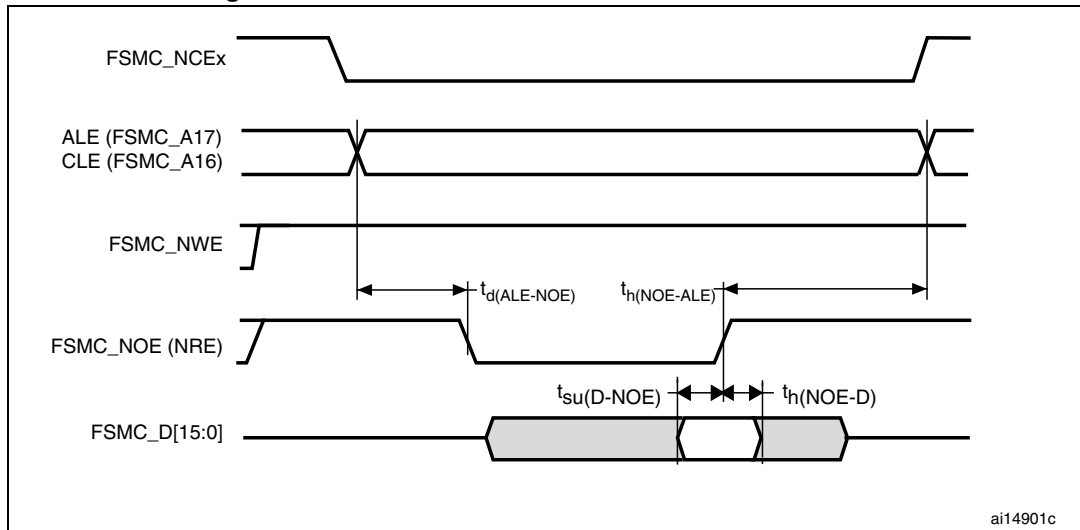 FSMC_NCEx
ALE (FSMC_A17)
CLE (FSMC_A16)
FSMC_NWE
td(ALE-NOE) th(NOE-ALE)
FSMC_NOE (NRE)
tsu(D-NOE) th(NOE-D)
FSMC_D[15:0]
ai14901c